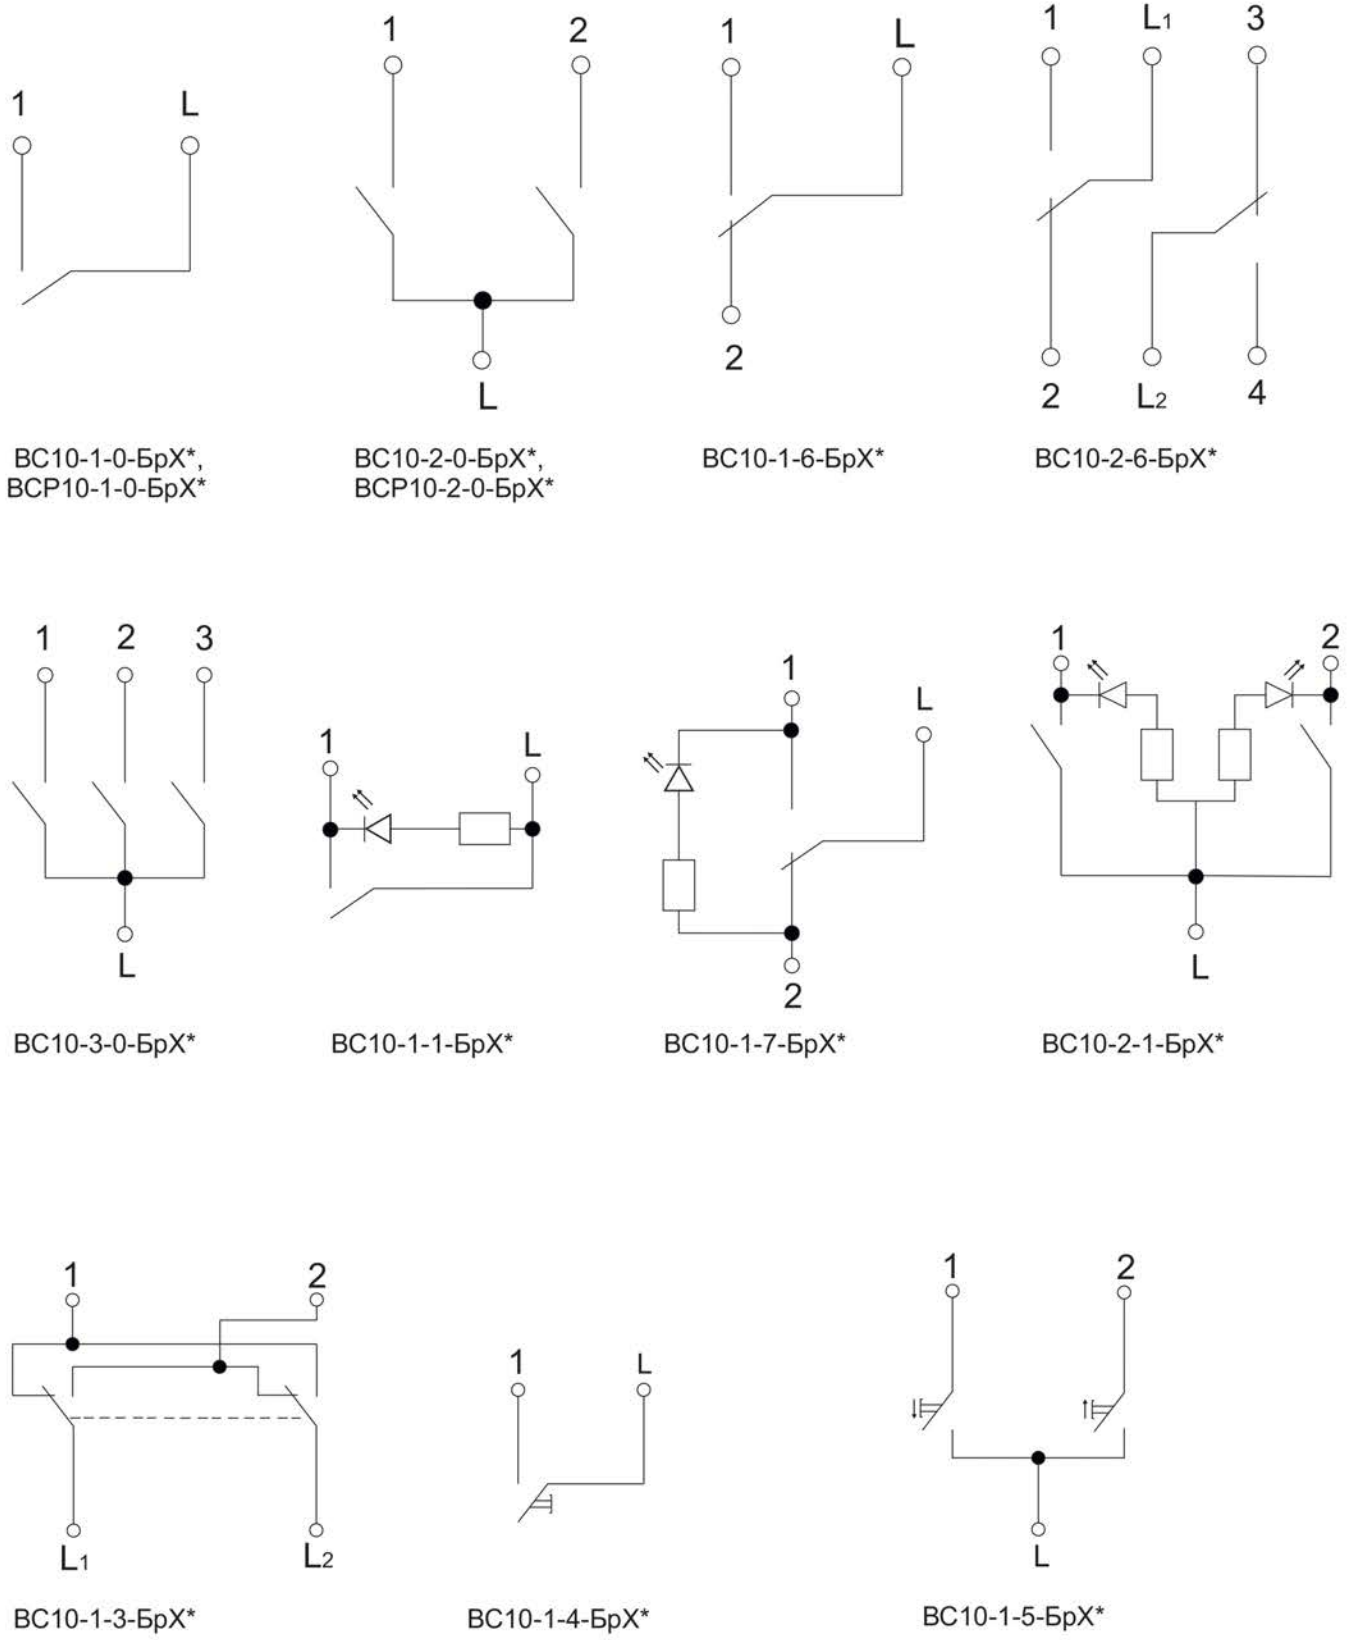 1 L
1 2
L
1 L
2
1 L1 3
2 L2 4
ВС10-1-0-БрХ*,
ВСР10-1-0-БрХ*
ВС10-2-0-БрХ*,
ВСР10-2-0-БрХ*
ВС10-1-6-БрХ*
ВС10-2-6-БрХ*
1 2 3
L
1 L
1 L
2
1 2
L
ВС10-3-0-БрХ*
ВС10-1-1-БрХ*
ВС10-1-7-БрХ*
ВС10-2-1-БрХ*
1 2
L1 L2
1 L
1 2
L
ВС10-1-3-БрХ*
ВС10-1-4-БрХ*
ВС10-1-5-БрХ*